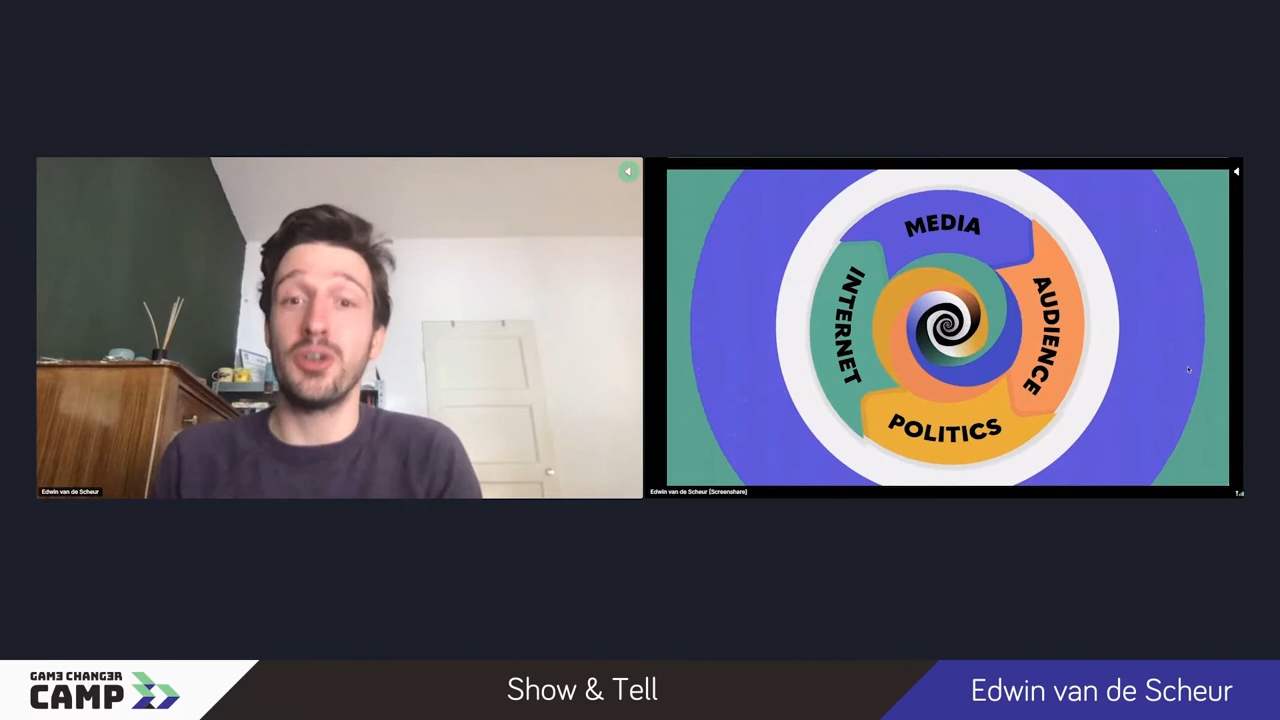 MEDIA
AUDIENCE
POLITICS
INTERNET
Edwin van de Scheur
Edwin van de Scheur [Screenshare]
GAM3 CHANG3R
CAMP
Show & Tell
Edwin van de Scheur